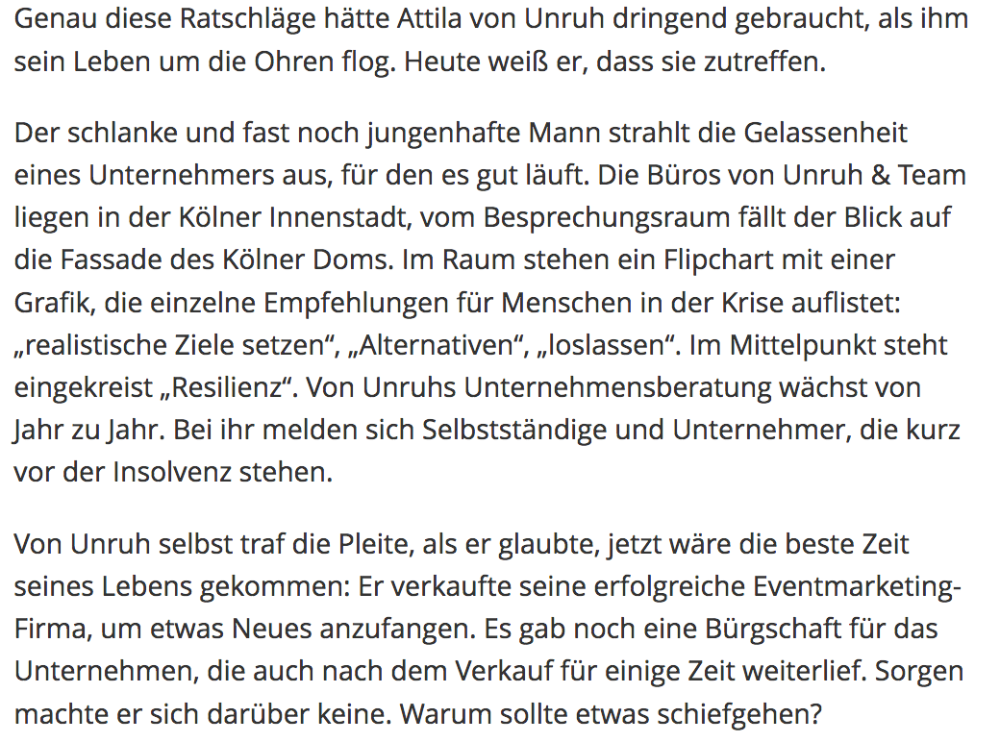 Genau diese Ratschläge hätte Attila von Unruh dringend gebraucht, als ihm
sein Leben um die Ohren flog. Heute weiß er, dass sie zutreffen.
Der schlanke und fast noch jungenhafte Mann strahlt die Gelassenheit
eines Unternehmers aus, für den es gut läuft. Die Büros von Unruh & Team
liegen in der Kölner Innenstadt, vom Besprechungsraum fällt der Blick auf
die Fassade des Kölner Doms. Im Raum stehen ein Flipchart mit einer
Grafik, die einzelne Empfehlungen für Menschen in der Krise auflistet:
„realistische Ziele setzen“, „Alternativen“, „loslassen“. Im Mittelpunkt steht
eingekreist „Resilienz“. Von Unruhs Unternehmensberatung wächst von
Jahr zu Jahr. Bei ihr melden sich Selbstständige und Unternehmer, die kurz
vor der Insolvenz stehen.
Von Unruh selbst traf die Pleite, als er glaubte, jetzt wäre die beste Zeit
seines Lebens gekommen: Er verkaufte seine erfolgreiche Eventmarketing-
Firma, um etwas Neues anzufangen. Es gab noch eine Bürgschaft für das
Unternehmen, die auch nach dem Verkauf für einige Zeit weiterlief. Sorgen
machte er sich darüber keine. Warum sollte etwas schiefgehen?